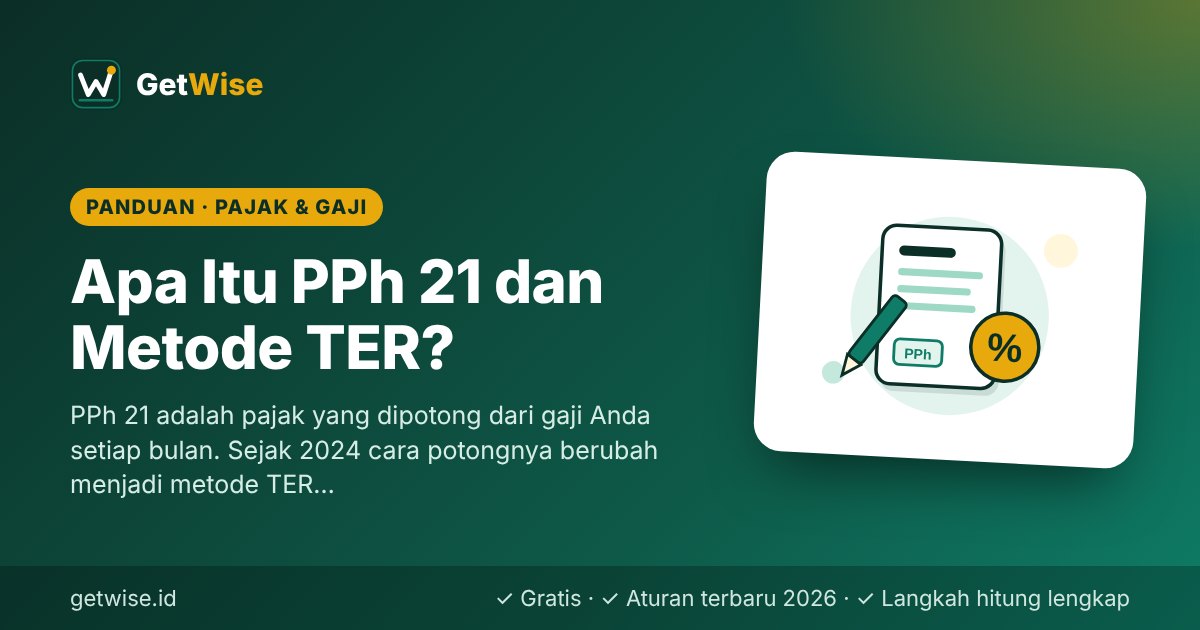 GetWise
PANDUAN · PAJAK & GAJI
Apa Itu PPh 21 dan
Metode TER?
PPh 21 adalah pajak yang dipotong dari gaji Anda
setiap bulan. Sejak 2024 cara potongnya berubah
menjadi metode TER...
PPh
%
getwise.id
✓ Gratis · ✓ Aturan terbaru 2026 · ✓ Langkah hitung lengkap